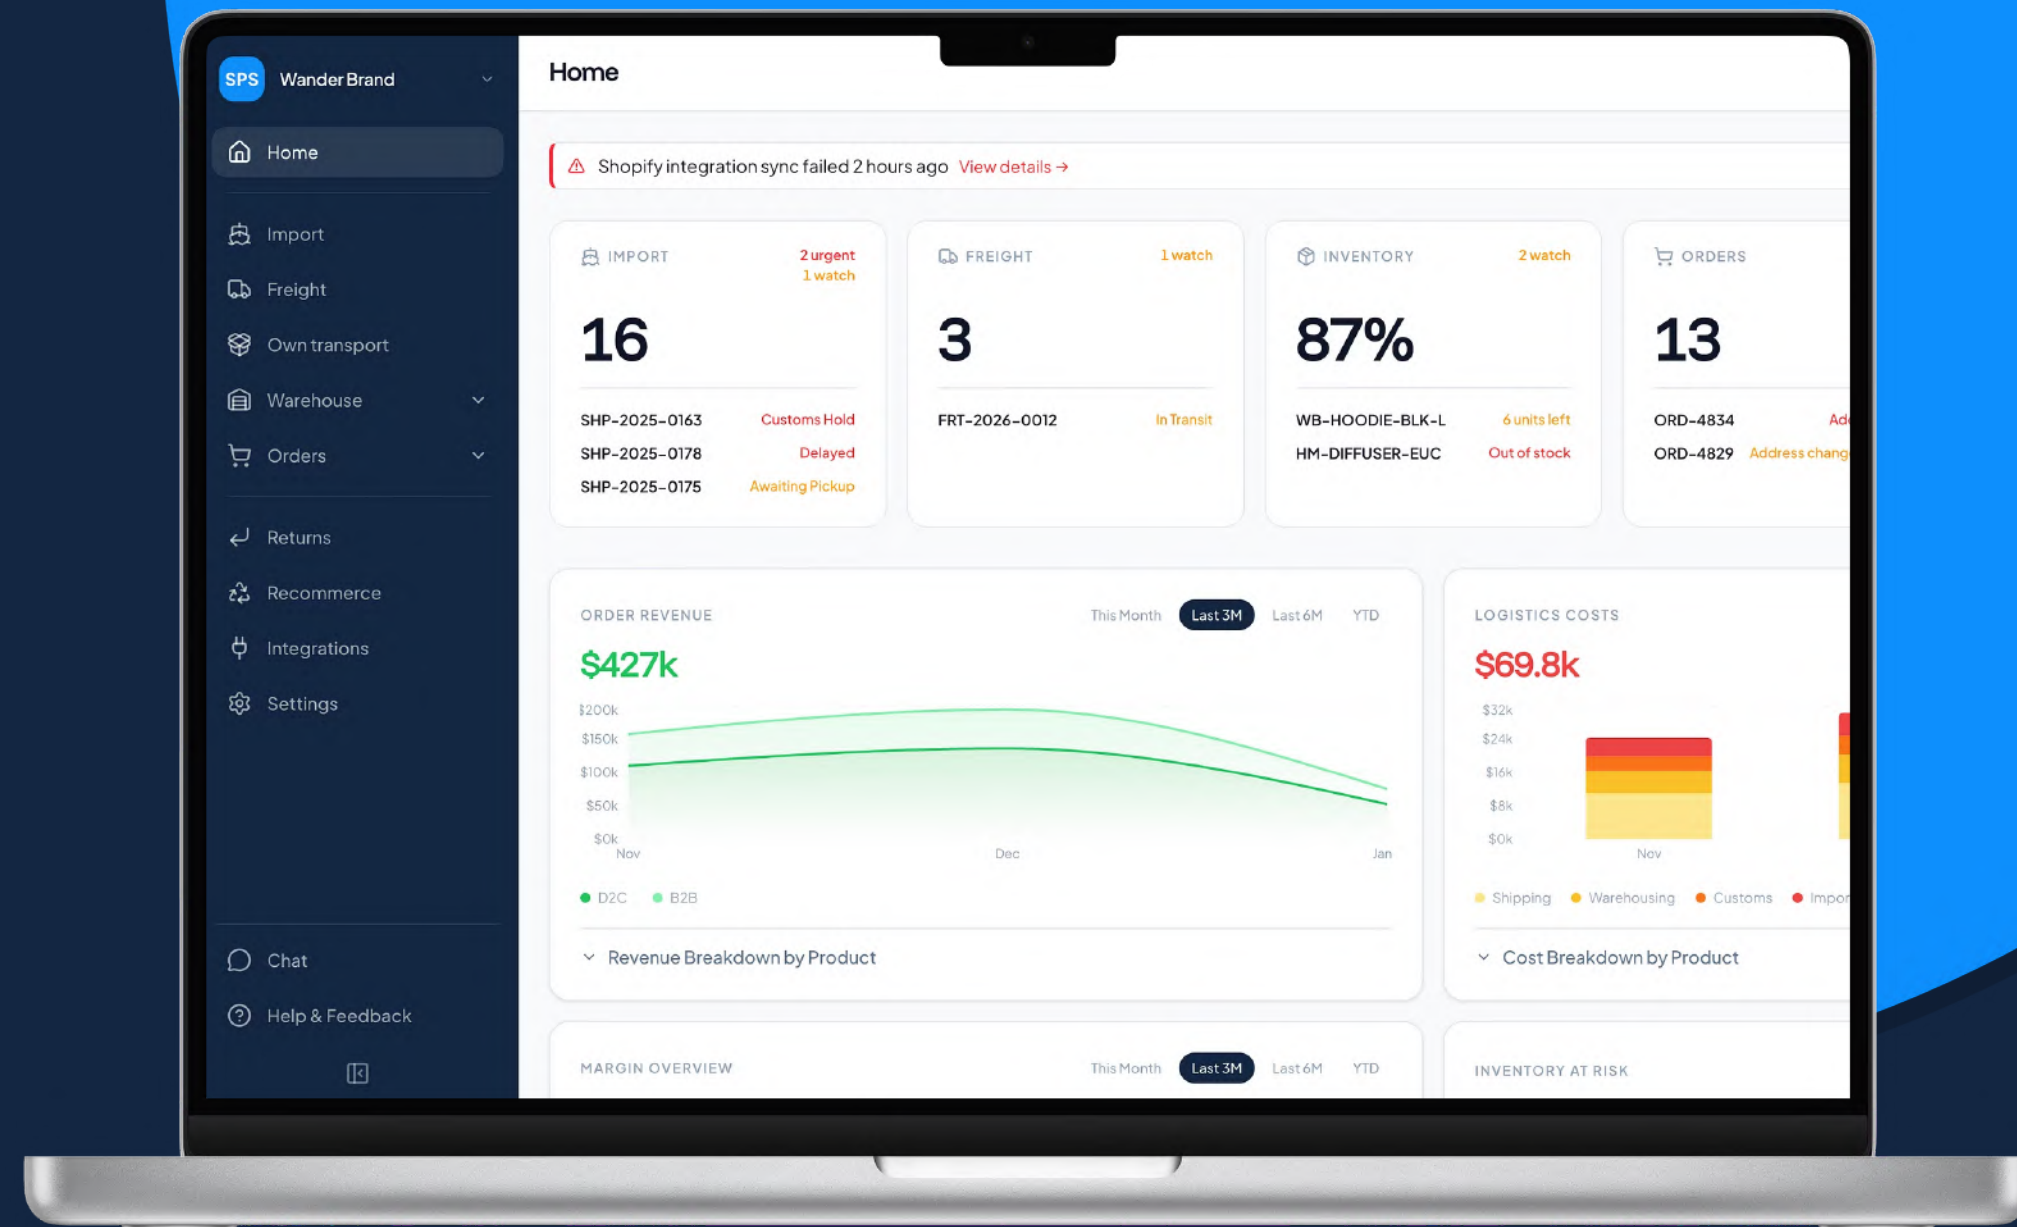 SPS Wander Brand
Home
Import
Freight
Own transport
Warehouse
Orders
Returns
Recommerce
Integrations
Settings
Chat
Help & Feedback
Home
Shopify integration sync failed 2 hours ago View details →
IMPORT 2 urgent
1 watch
16
SHP-2025-0163 Customs Hold
SHP-2025-0178 Delayed
SHP-2025-0175 Awaiting Pickup
FREIGHT 1 watch
3
FRT-2026-0012 In Transit
INVENTORY 2 watch
87%
WB-HOODIE-BLK-L 6 units left
HM-DIFFUSER-EUC Out of stock
ORDERS
13
ORD-4834
ORD-4829 Address chang
ORDER REVENUE This Month Last 3M Last 6M YTD
$427k
$200k
$150k
$100k
$50k
$0k
Nov Dec Jan
D2C B2B
Revenue Breakdown by Product
LOGISTICS COSTS
$69.8k
$32k
$24k
$16k
$8k
$0k
Nov
Shipping Warehousing Customs Impor
Cost Breakdown by Product
MARGIN OVERVIEW This Month Last 3M Last 6M YTD
INVENTORY AT RISK